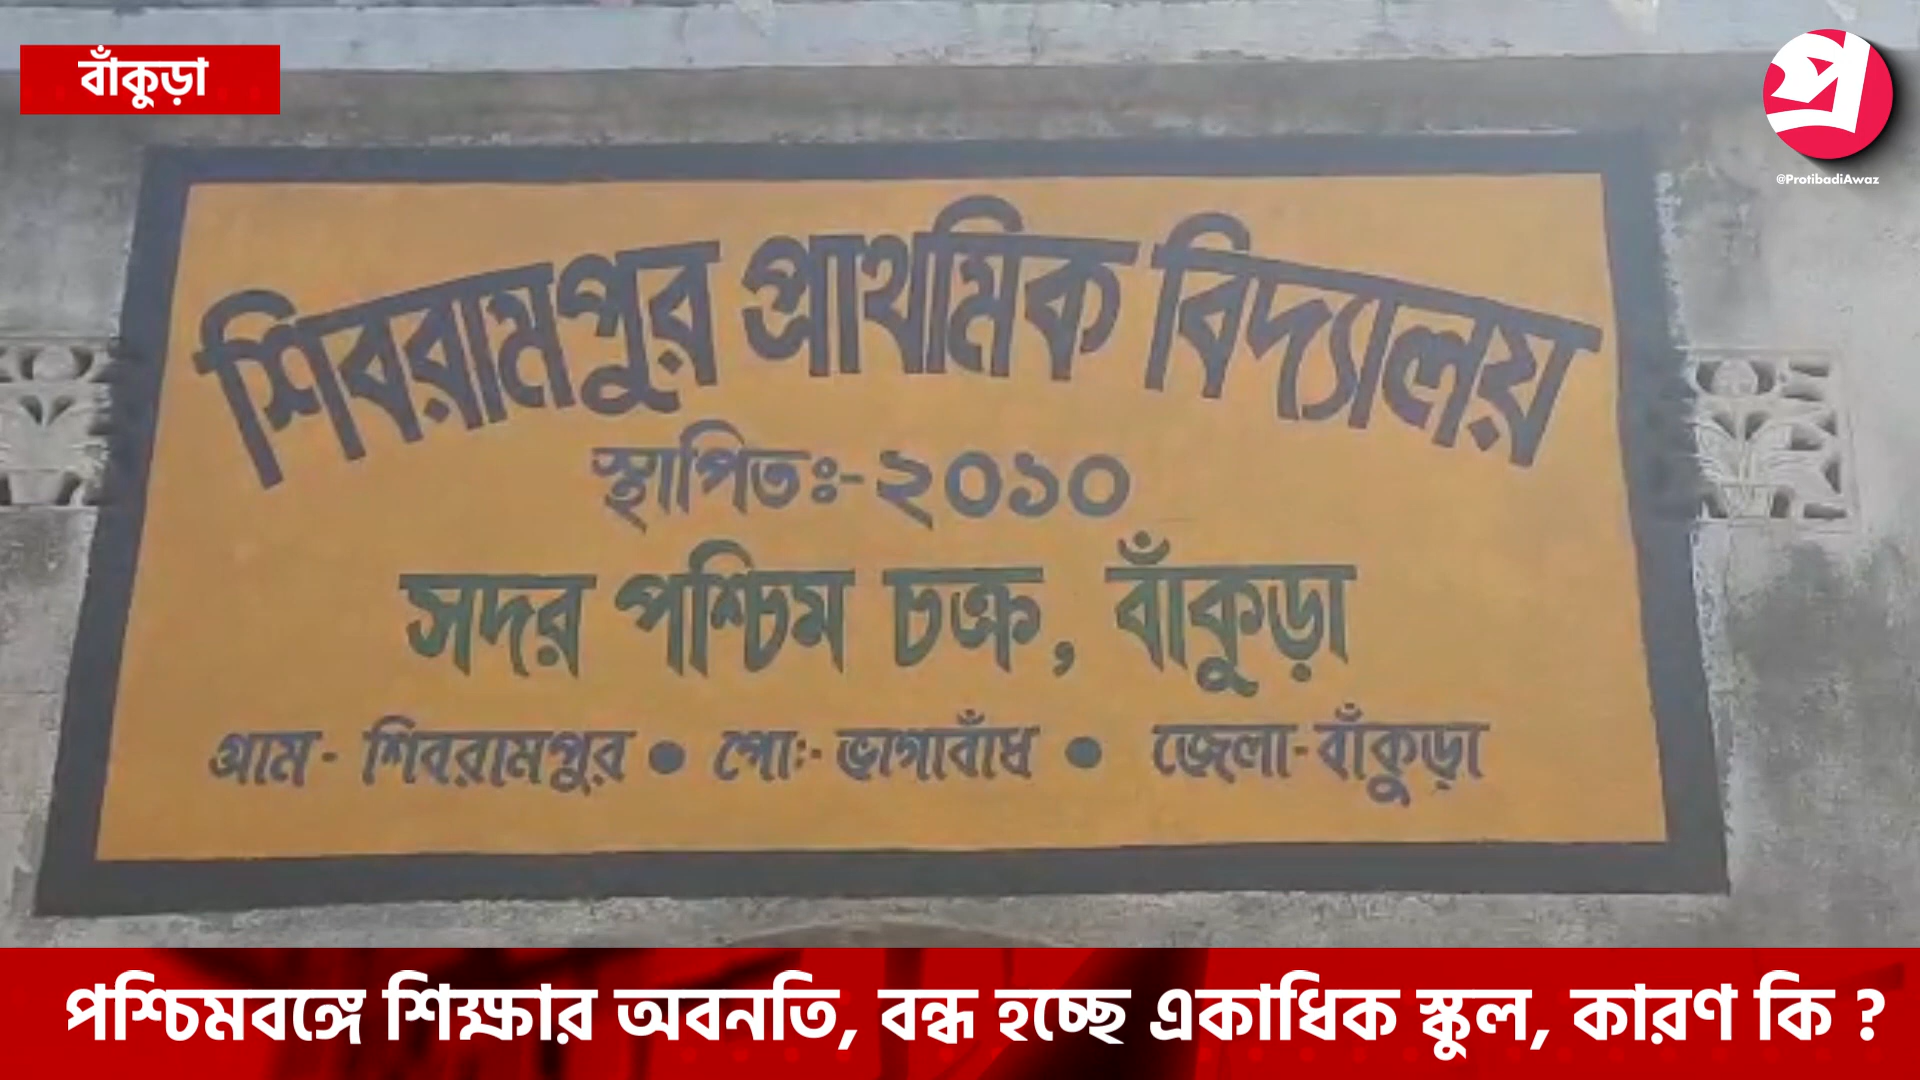 বাঁকুড়া
প
@ProtibadiAwaz
শিবরামপুর প্রাথমিক বিদ্যালয়
স্থাপিতঃ-২০১০
সদর পশ্চিম চক্র, বাঁকুড়া
গ্রাম- শিবরামপুর ● পোঃ- ভাগাবাঁধ ● জেলা-বাঁকুড়া
পশ্চিমবঙ্গে শিক্ষার অবনতি, বন্ধ হচ্ছে একাধিক স্কুল, কারণ কি ?